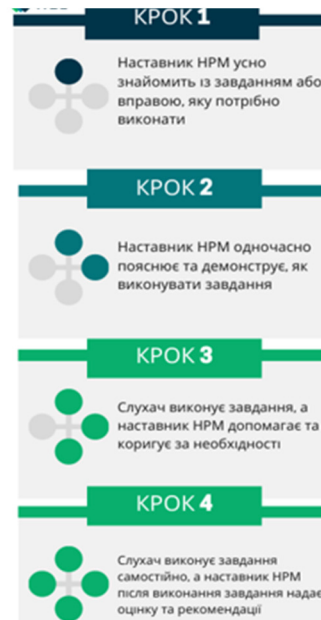 КРОК 1
Наставник НРМ усно
знайомить із завданням або
вправою, яку потрібно
виконати
КРОК 2
Наставник НРМ одночасно
пояснює та демонструє, як
виконувати завдання
КРОК 3
Слухач виконує завдання, а
наставник НРМ допомагає та
коригує за необхідності
КРОК 4
Слухач виконує завдання
самостійно, а наставник НРМ
після виконання завдання надає
оцінку та рекомендації